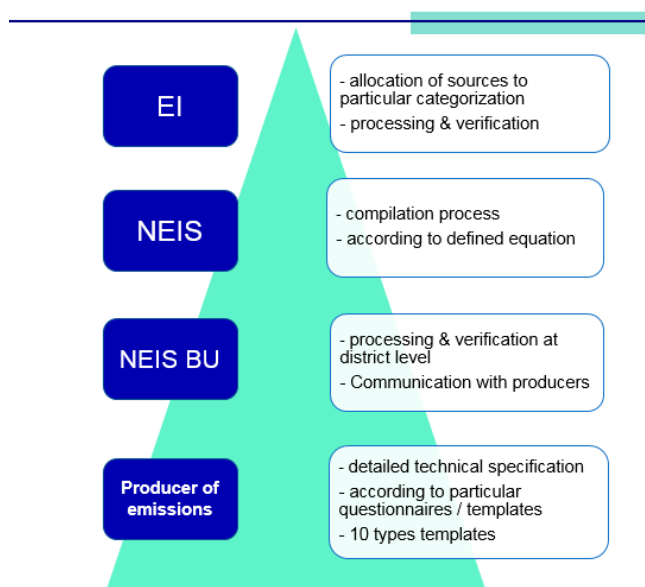 EI
- allocation of sources to
particular categorization
- processing & verification
NEIS
- compilation process
- according to defined equation
NEIS BU
- processing & verification at
district level
- Communication with producers
Producer of
emissions
- detailed technical specification
- according to particular
questionnaires / templates
- 10 types templates